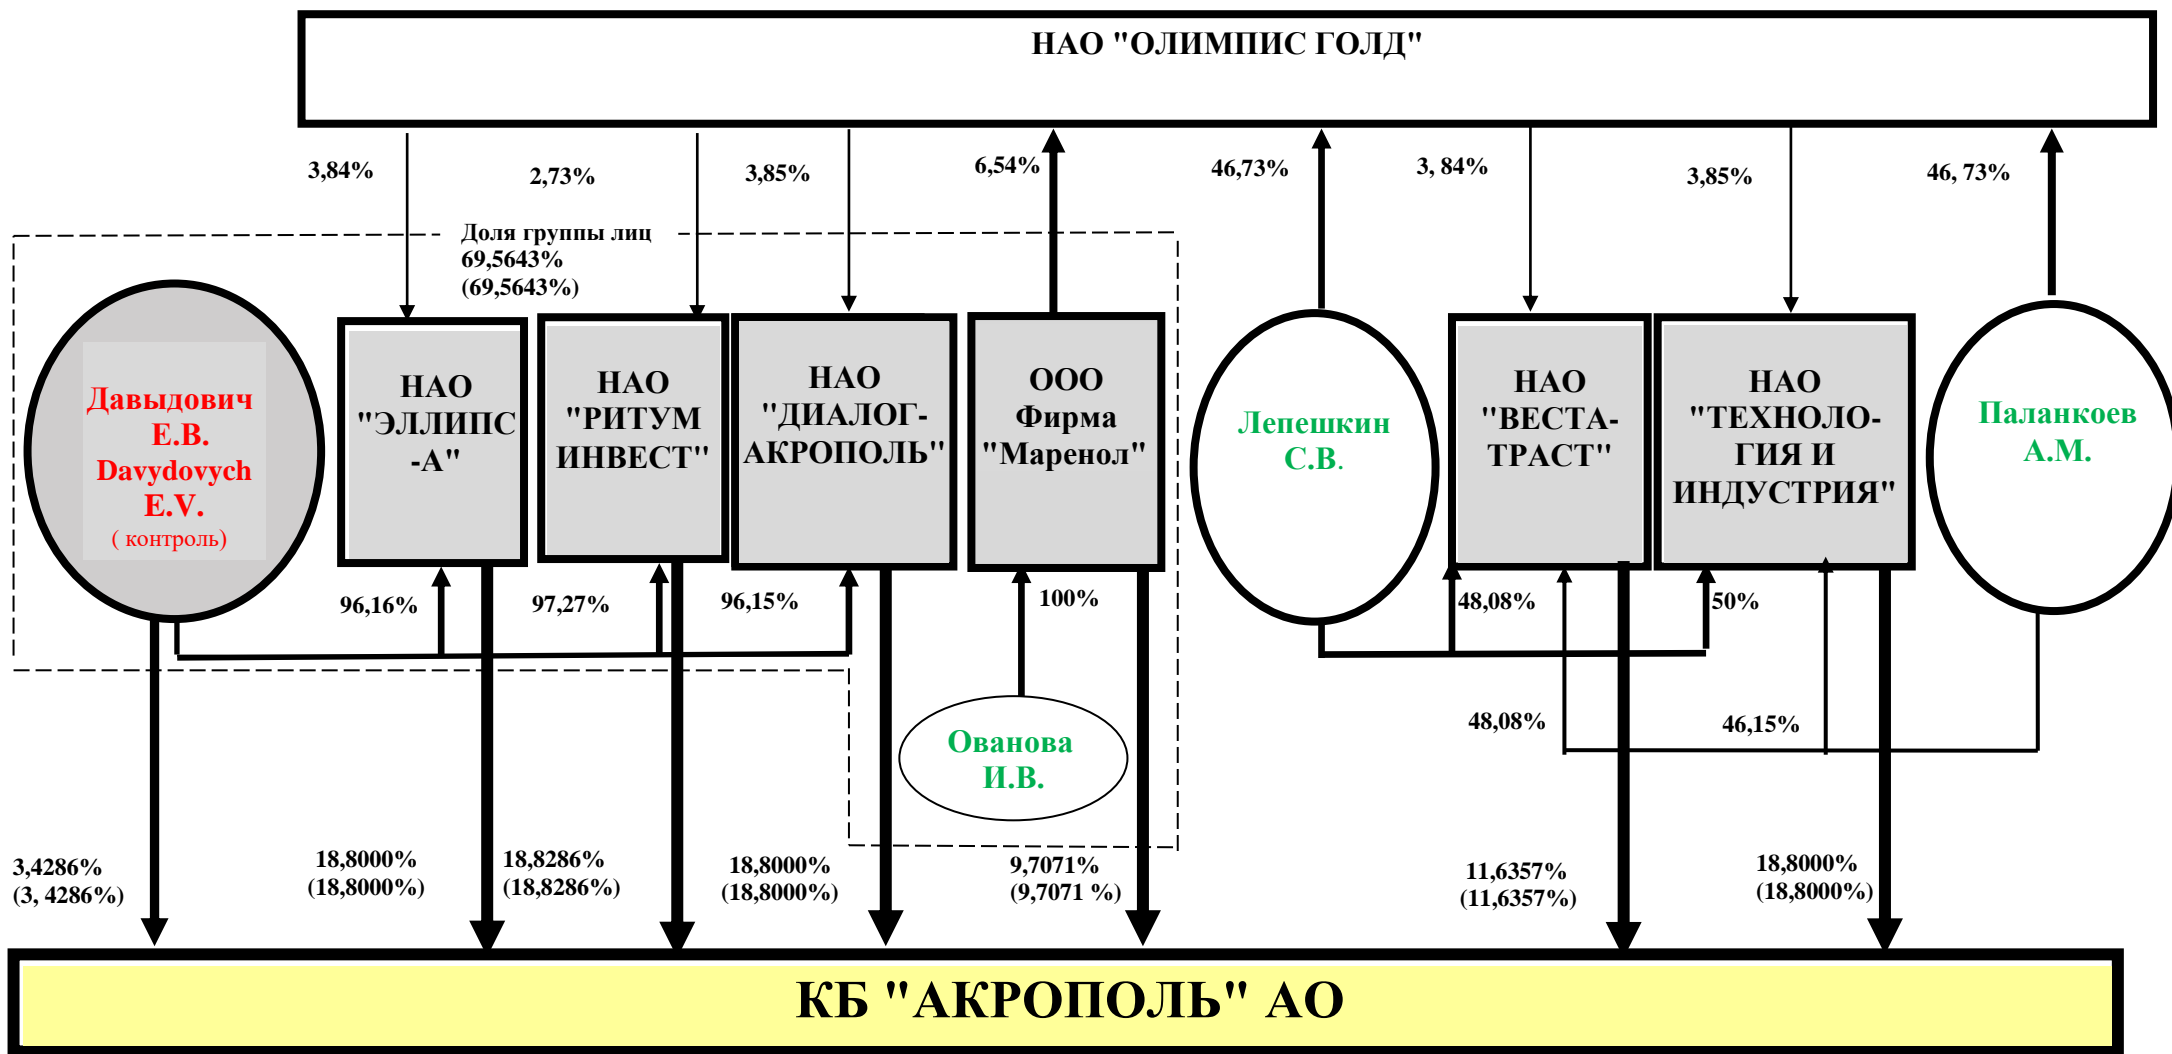 НАО "ОЛИМПИС ГОЛД"
3,84%
2,73%
3,85%
6,54%
46,73%
3, 84%
3,85%
46, 73%
Доля группы лиц
69,5643%
(69,5643%)
Давыдович
Е.В.
Davydovych
E.V.
( контроль)
НАО
"ЭЛЛИПС
-А"
НАО
"РИТУМ
ИНВЕСТ"
НАО
"ДИАЛОГ-
АКРОПОЛЬ"
ООО
Фирма
"Маренол"
Лепешкин
С.В.
НАО
"ВЕСТА-
ТРАСТ"
НАО
"ТЕХНОЛО-
ГИЯ И
ИНДУСТРИЯ"
Паланкоев
А.М.
96,16%
97,27%
96,15%
100%
48,08%
50%
48,08%
46,15%
Ованова
И.В.
3,4286%
(3, 4286%)
18,8000%
(18,8000%)
18,8286%
(18,8286%)
18,8000%
(18,8000%)
9,7071%
(9,7071 %)
11,6357%
(11,6357%)
18,8000%
(18,8000%)
КБ "АКРОПОЛЬ" АО